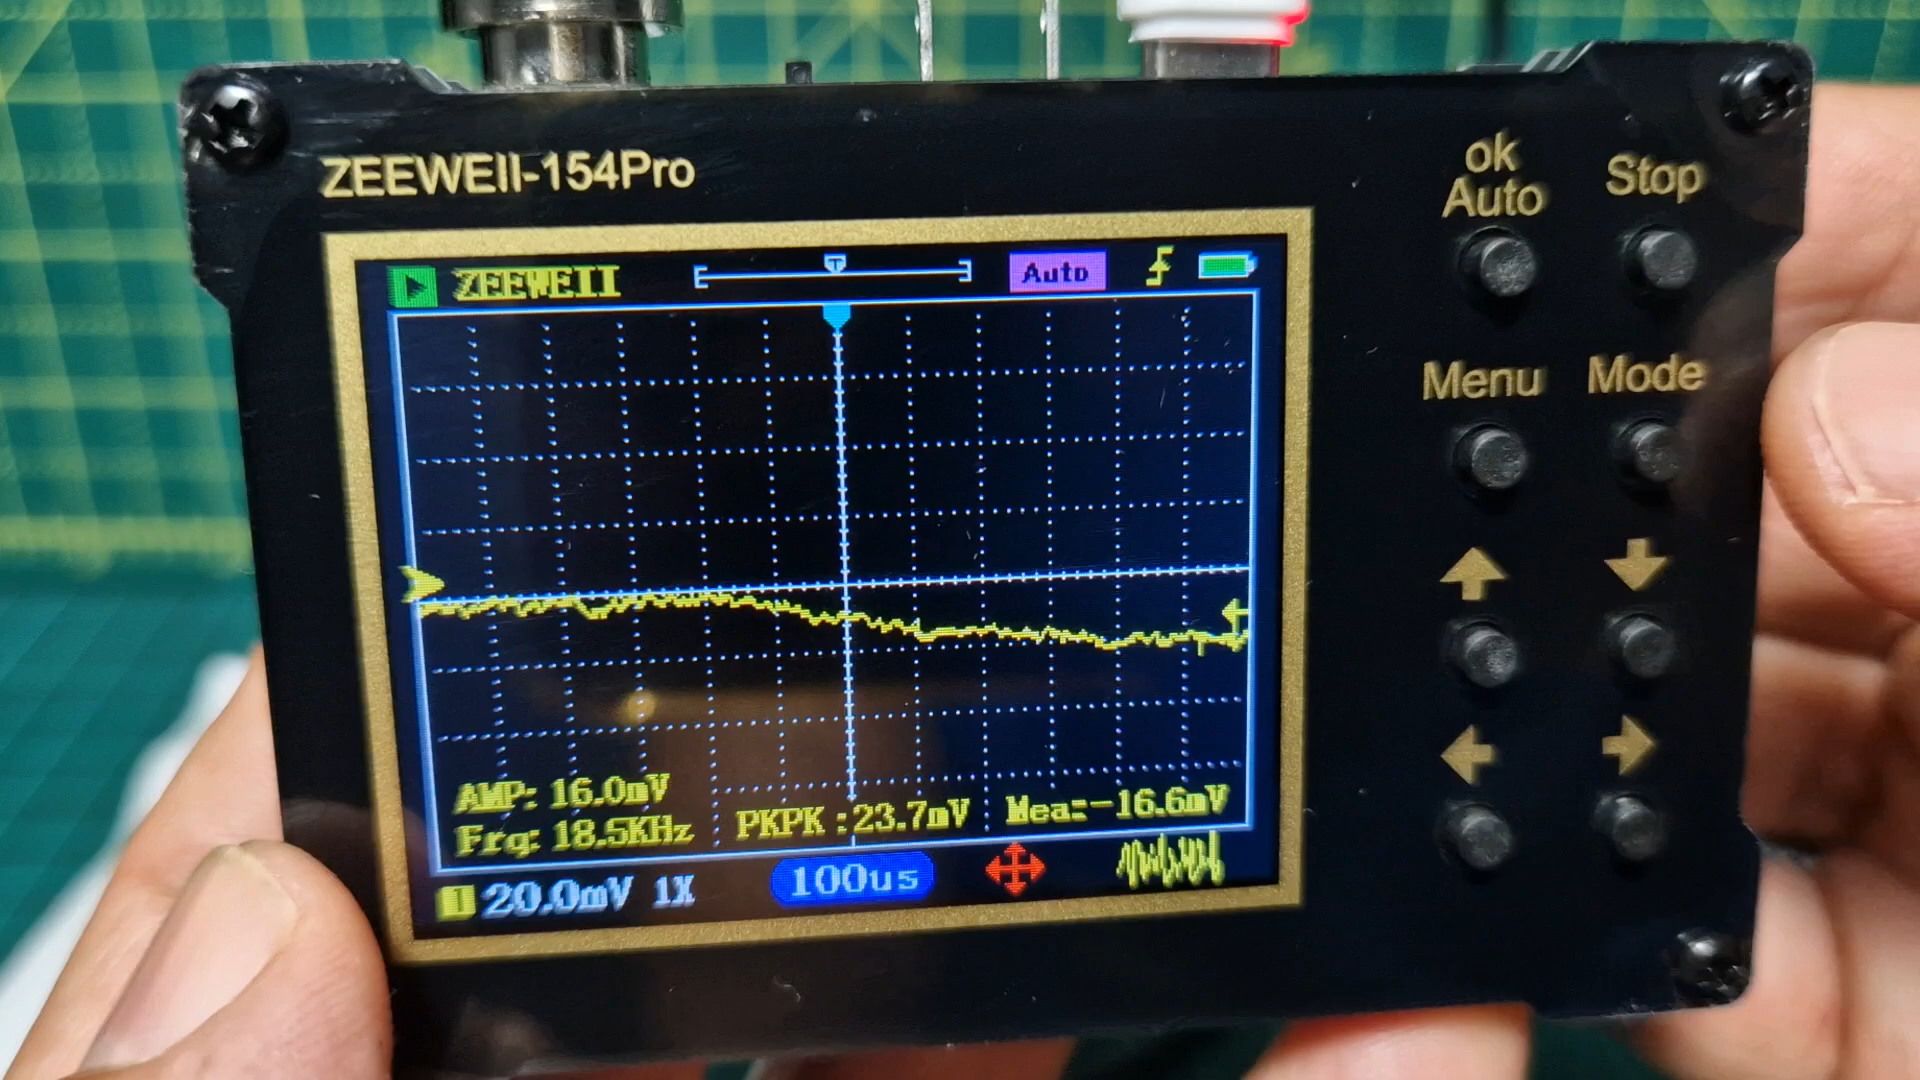 ZEEWEII-154Pro
ok
Auto
Stop
ZEEWEII
T
Auto
Menu
Mode
AMP: 16.0mV
Frq: 18.5KHz
PKPK :23.7mV
Mea:-16.6mV
1 20.0mV 1X
100us